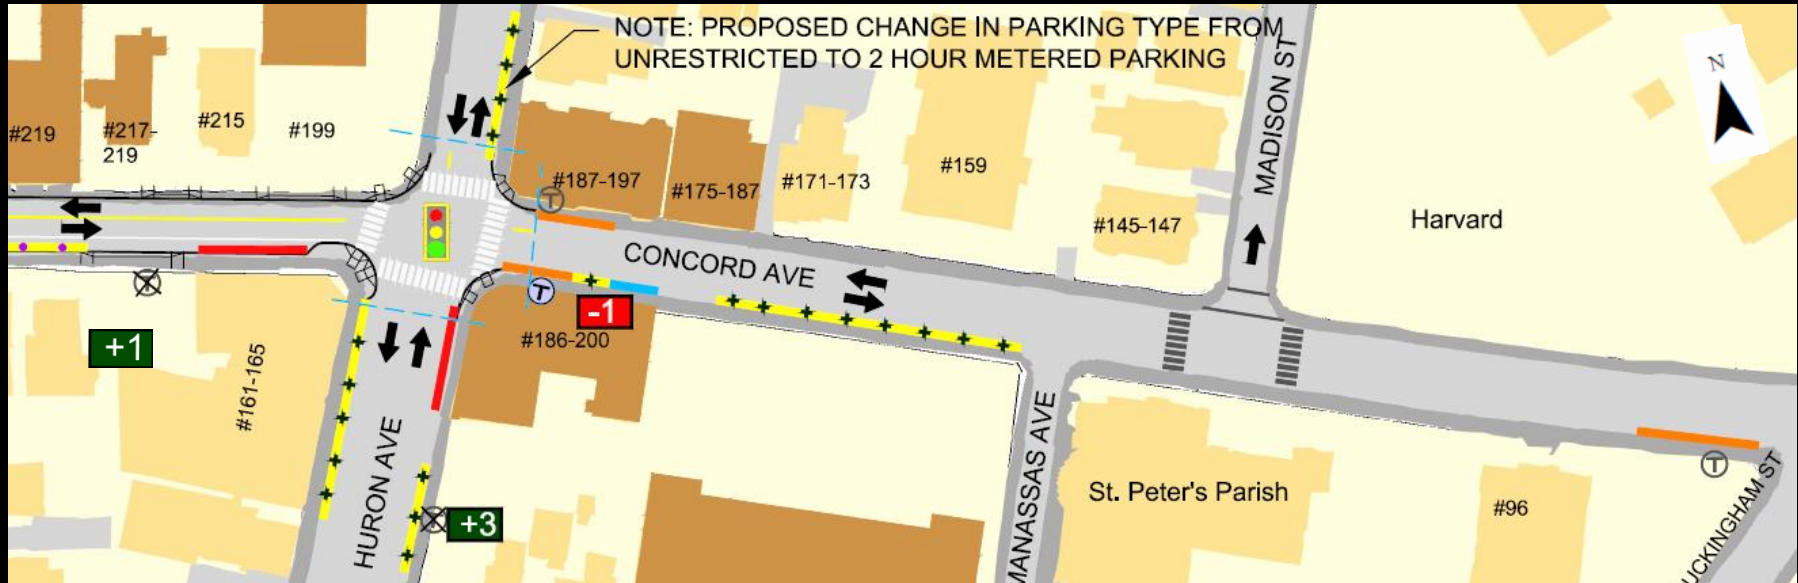 NOTE: PROPOSED CHANGE IN PARKING TYPE FROM
UNRESTRICTED TO 2 HOUR METERED PARKING
N
MADISON ST
#219
#217-
219
#215
#199
#187-197
#175-187
#171-173
#159
#145-147
Harvard
T
CONCORD AVE
T
-1
#186-200
+1
#161-165
HURON AVE
+3
MANASSAS AVE
St. Peter's Parish
#96
T
UCKINGHAM ST